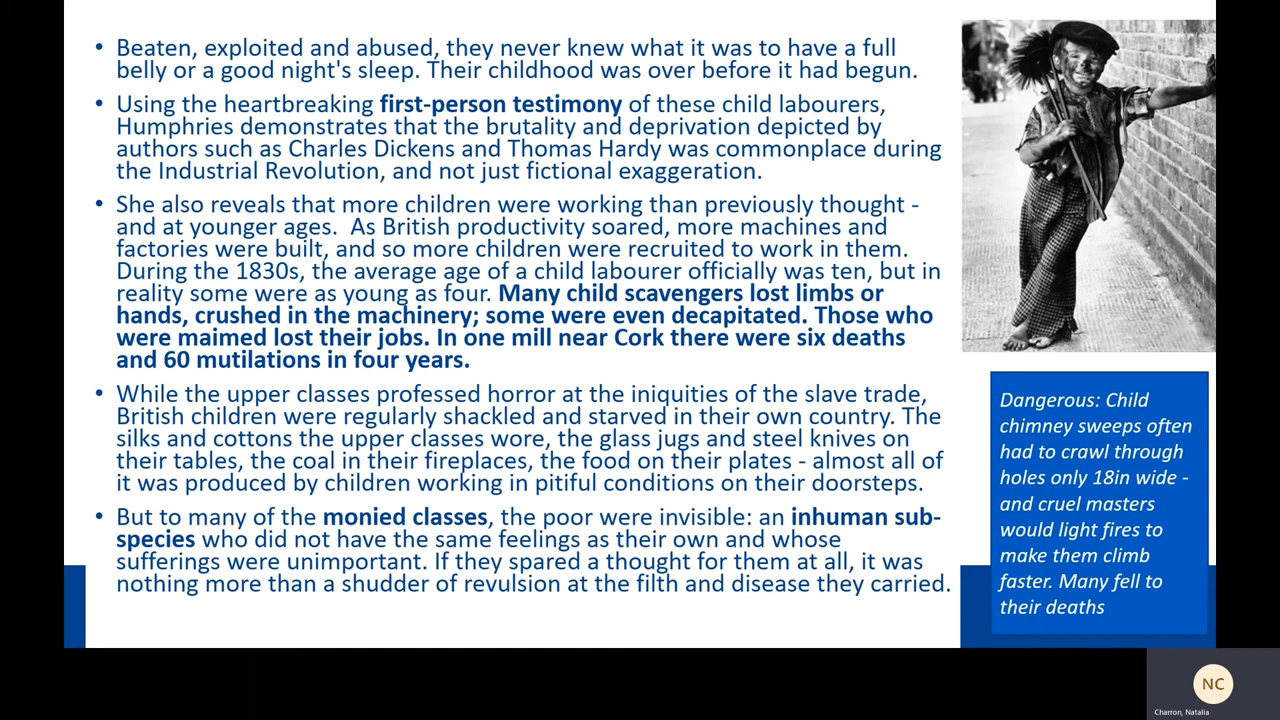 • Beaten, exploited and abused, they never knew what it was to have a full
belly or a good night's sleep. Their childhood was over before it had begun.
• Using the heartbreaking first-person testimony of these child labourers,
Humphries demonstrates that the brutality and deprivation depicted by
authors such as Charles Dickens and Thomas Hardy was commonplace during
the Industrial Revolution, and not just fictional exaggeration.
• She also reveals that more children were working than previously thought -
and at younger ages.  As British productivity soared, more machines and
factories were built, and so more children were recruited to work in them.
During the 1830s, the average age of a child labourer officially was ten, but in
reality some were as young as four. Many child scavengers lost limbs or
hands, crushed in the machinery; some were even decapitated. Those who
were maimed lost their jobs. In one mill near Cork there were six deaths
and 60 mutilations in four years.
• While the upper classes professed horror at the iniquities of the slave trade,
British children were regularly shackled and starved in their own country. The
silks and cottons the upper classes wore, the glass jugs and steel knives on
their tables, the coal in their fireplaces, the food on their plates - almost all of
it was produced by children working in pitiful conditions on their doorsteps.
• But to many of the monied classes, the poor were invisible: an inhuman sub-
species who did not have the same feelings as their own and whose
sufferings were unimportant. If they spared a thought for them at all, it was
nothing more than a shudder of revulsion at the filth and disease they carried.
Dangerous: Child
chimney sweeps often
had to crawl through
holes only 18in wide -
and cruel masters
would light fires to
make them climb
faster. Many fell to
their deaths
NC
Charron, Natalia